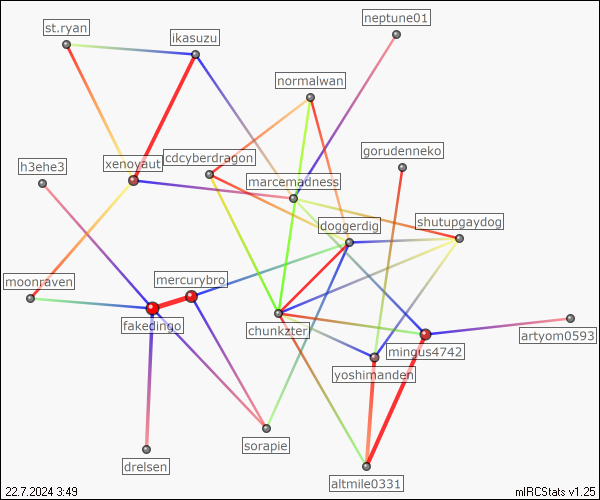 neptune01
st.ryan
ikasuzu
normalwan
gorudenneko
h3ehe3
xenoyaut
cdcyberdragon
marcemadness
doggerdig
shutupgaydog
moonraven
mercurybro
fakedingo
chunkzter
mingus4742
artyom0593
yoshimanden
sorapie
drelsen
altmile0331
22.7.2024 3:49
mIRCStats v1.25